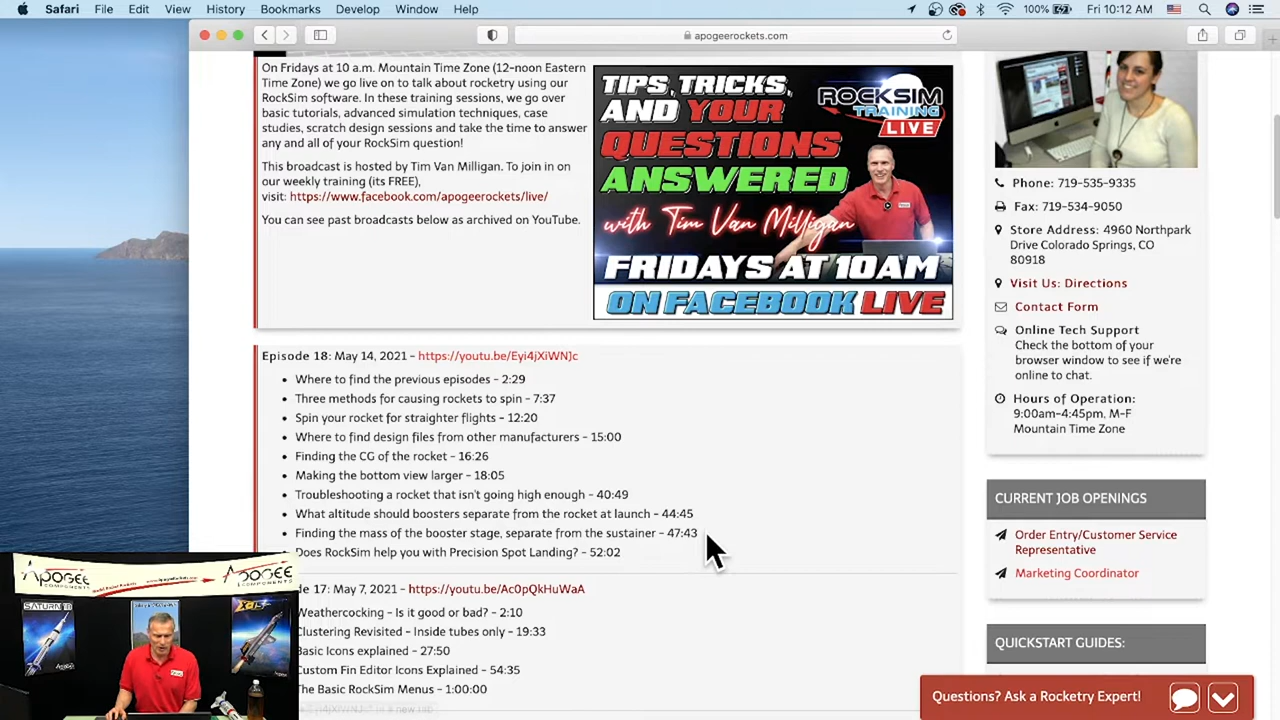 Safari File Edit View History Bookmarks Develop Window Help 100% Fri 10:12 AM
apogeerockets.com
On Fridays at 10 a.m. Mountain Time Zone (12-noon Eastern
Time Zone) we go live on to talk about rocketry using our
RockSim software. In these training sessions, we go over
basic tutorials, advanced simulation techniques, case
studies, scratch design sessions and take the time to answer
any and all of your RockSim question!
This broadcast is hosted by Tim Van Milligan. To join in on
our weekly training (its FREE),
visit: https://www.facebook.com/apogeerockets/live/
You can see past broadcasts below as archived on YouTube.
TIPS, TRICKS,
AND YOUR
QUESTIONS
ANSWERED
with Tim Van Milligan
FRIDAYS AT 10AM
ON FACEBOOK LIVE
ROCKSIM
TRAINING
LIVE
Phone: 719-535-9335
Fax: 719-534-9050
Store Address: 4960 Northpark
Drive Colorado Springs, CO
80918
Visit Us: Directions
Contact Form
Online Tech Support
Check the bottom of your
browser window to see if we're
online to chat.
Hours of Operation:
9:00am-4:45pm, M-F
Mountain Time Zone
Episode 18: May 14, 2021 - https://youtu.be/Eyi4jXiWNJc
Where to find the previous episodes - 2:29
Three methods for causing rockets to spin - 7:37
Spin your rocket for straighter flights - 12:20
Where to find design files from other manufacturers - 15:00
Finding the CG of the rocket - 16:26
Making the bottom view larger - 18:05
Troubleshooting a rocket that isn't going high enough - 40:49
What altitude should boosters separate from the rocket at launch - 44:45
Finding the mass of the booster stage, separate from the sustainer - 47:43
Does RockSim help you with Precision Spot Landing? - 52:02
de 17: May 7, 2021 - https://youtu.be/Ac0pQkHuWaA
Weathercocking - Is it good or bad? - 2:10
Clustering Revisited - Inside tubes only - 19:33
Basic Icons explained - 27:50
Custom Fin Editor Icons Explained - 54:35
The Basic RockSim Menus - 1:00:00
CURRENT JOB OPENINGS
Order Entry/Customer Service
Representative
Marketing Coordinator
QUICKSTART GUIDES:
Questions? Ask a Rocketry Expert!
APOGEE
COMPONENTS
APOGEE
COMPONENTS
SATURN 1B